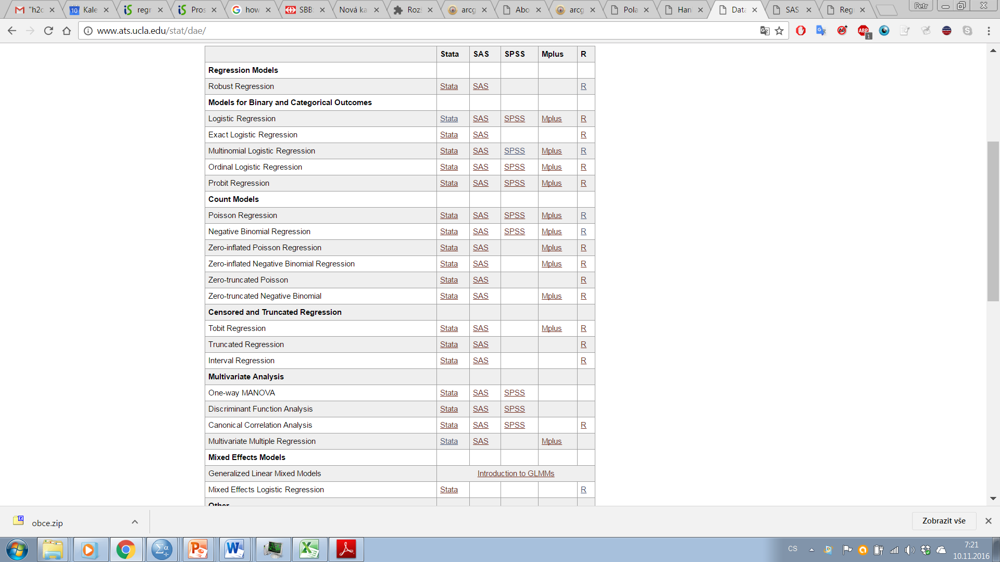 "h2c Kale regr Pros how SBB Nová ka Rozs arcg Abo arcg Pola Han Data SAS Reg Petr
www.ats.ucla.edu/stat/dae/
ABP 1
Stata SAS SPSS Mplus R
Regression Models
Robust Regression Stata SAS R
Models for Binary and Categorical Outcomes
Logistic Regression Stata SAS SPSS Mplus R
Exact Logistic Regression Stata SAS R
Multinomial Logistic Regression Stata SAS SPSS Mplus R
Ordinal Logistic Regression Stata SAS SPSS Mplus R
Probit Regression Stata SAS SPSS Mplus R
Count Models
Poisson Regression Stata SAS SPSS Mplus R
Negative Binomial Regression Stata SAS SPSS Mplus R
Zero-inflated Poisson Regression Stata SAS Mplus R
Zero-inflated Negative Binomial Regression Stata SAS Mplus R
Zero-truncated Poisson Stata SAS R
Zero-truncated Negative Binomial Stata SAS Mplus R
Censored and Truncated Regression
Tobit Regression Stata SAS Mplus R
Truncated Regression Stata SAS R
Interval Regression Stata SAS R
Multivariate Analysis
One-way MANOVA Stata SAS SPSS
Discriminant Function Analysis Stata SAS SPSS
Canonical Correlation Analysis Stata SAS SPSS R
Multivariate Multiple Regression Stata SAS Mplus
Mixed Effects Models
Generalized Linear Mixed Models Introduction to GLMMs
Mixed Effects Logistic Regression Stata R
Other
obce.zip Zobrazit vše
CS 7:21
10.11.2016